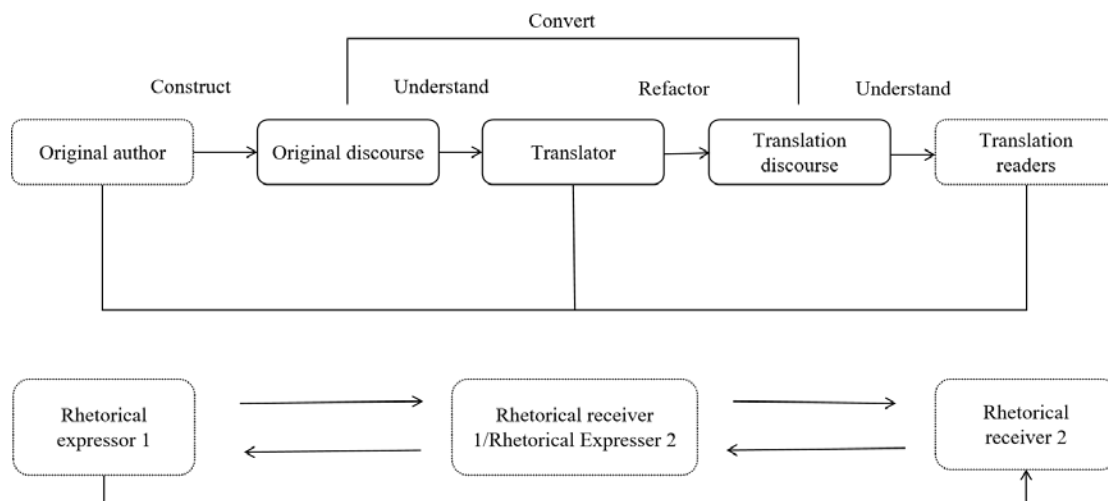 Convert
Construct
Understand
Refactor
Understand
Original author
Original discourse
Translator
Translation
discourse
Translation
readers
Rhetorical
expressor 1
Rhetorical receiver
1/Rhetorical Expresser 2
Rhetorical
receiver 2